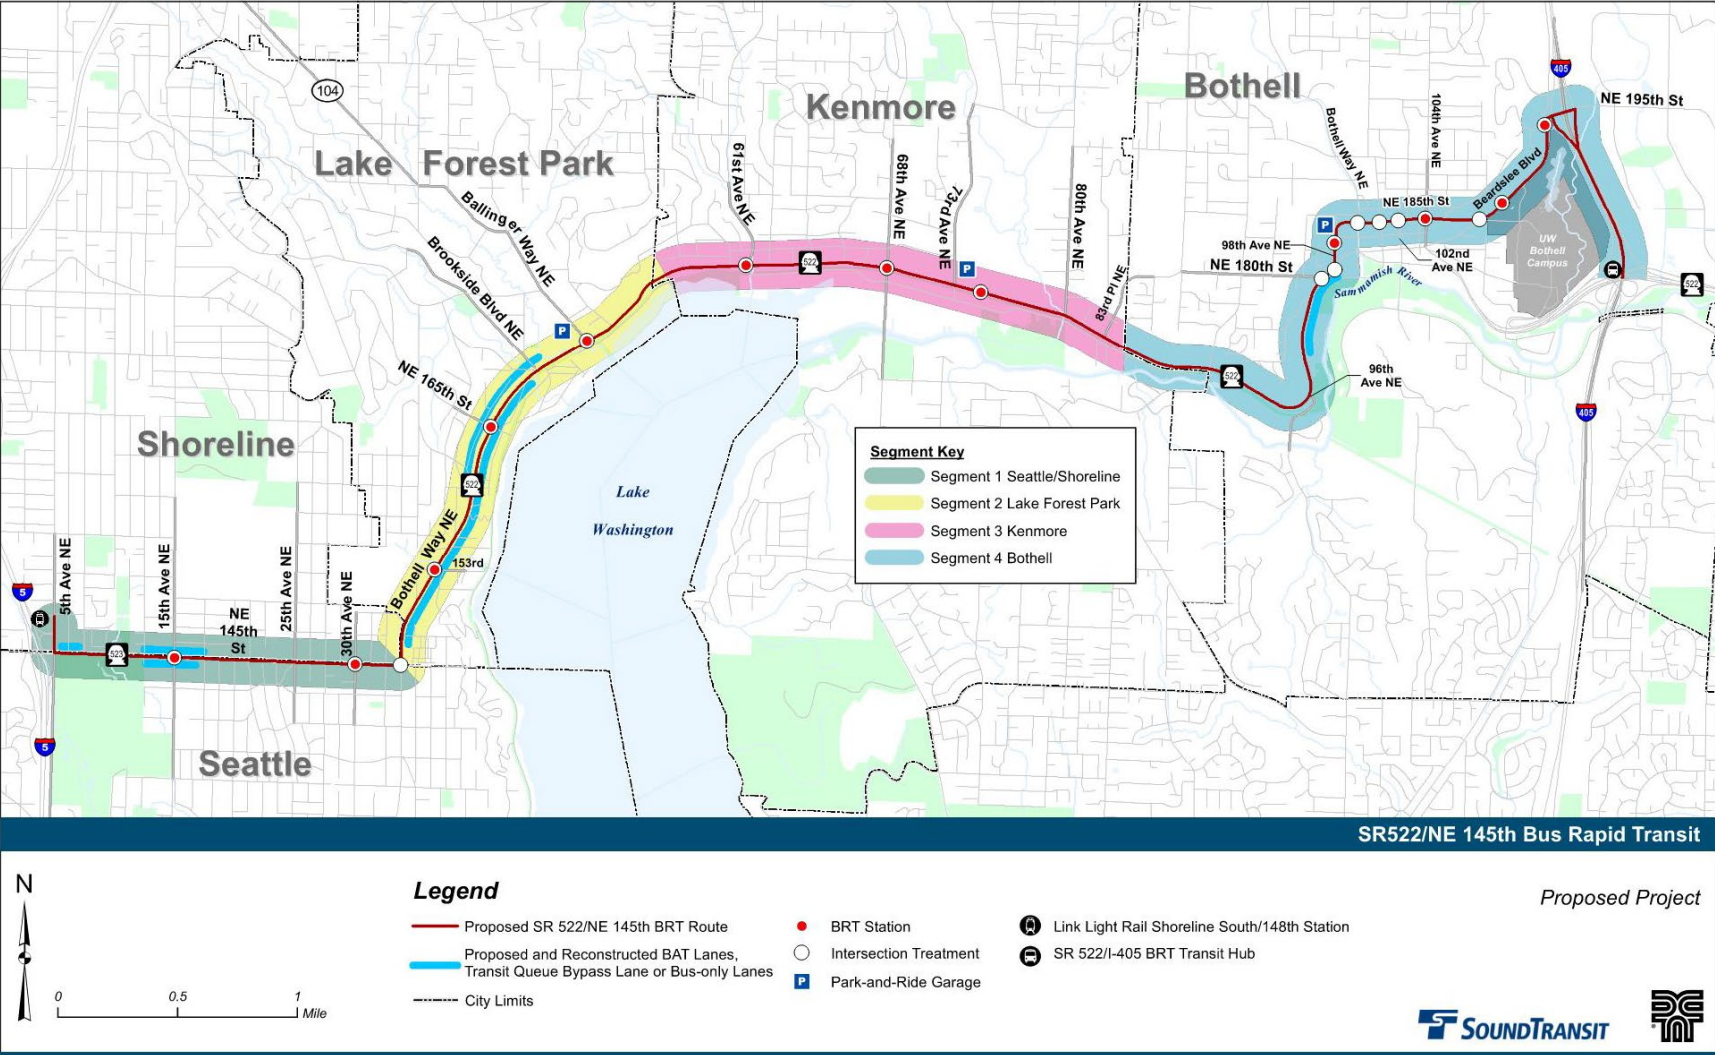 104
405
NE 195th St
Bothell
Kenmore
Lake Forest Park
Bothell Way NE
104th Ave NE
61st Ave NE
68th Ave NE
73rd Ave NE
80th Ave NE
83rd Pl NE
Ballinger Way NE
Brookside Blvd NE
NE 165th St
P
522
P
P
98th Ave NE
NE 180th St
NE 185th St
Beardslee Blvd
102nd
Ave NE
Sammamish River
UW
Bothell
Campus
522
522
96th
Ave NE
405
Shoreline
522
Lake
Washington
Segment Key
Segment 1 Seattle/Shoreline
Segment 2 Lake Forest Park
Segment 3 Kenmore
Segment 4 Bothell
Bothell Way NE
153rd
5
5th Ave NE
15th Ave NE
NE
145th
St
25th Ave NE
30th Ave NE
523
5
Seattle
SR522/NE 145th Bus Rapid Transit
N
0 0.5 1
Mile
Legend
Proposed SR 522/NE 145th BRT Route
Proposed and Reconstructed BAT Lanes,
Transit Queue Bypass Lane or Bus-only Lanes
City Limits
BRT Station
Intersection Treatment
P Park-and-Ride Garage
Link Light Rail Shoreline South/148th Station
SR 522/I-405 BRT Transit Hub
Proposed Project
SOUNDTRANSIT